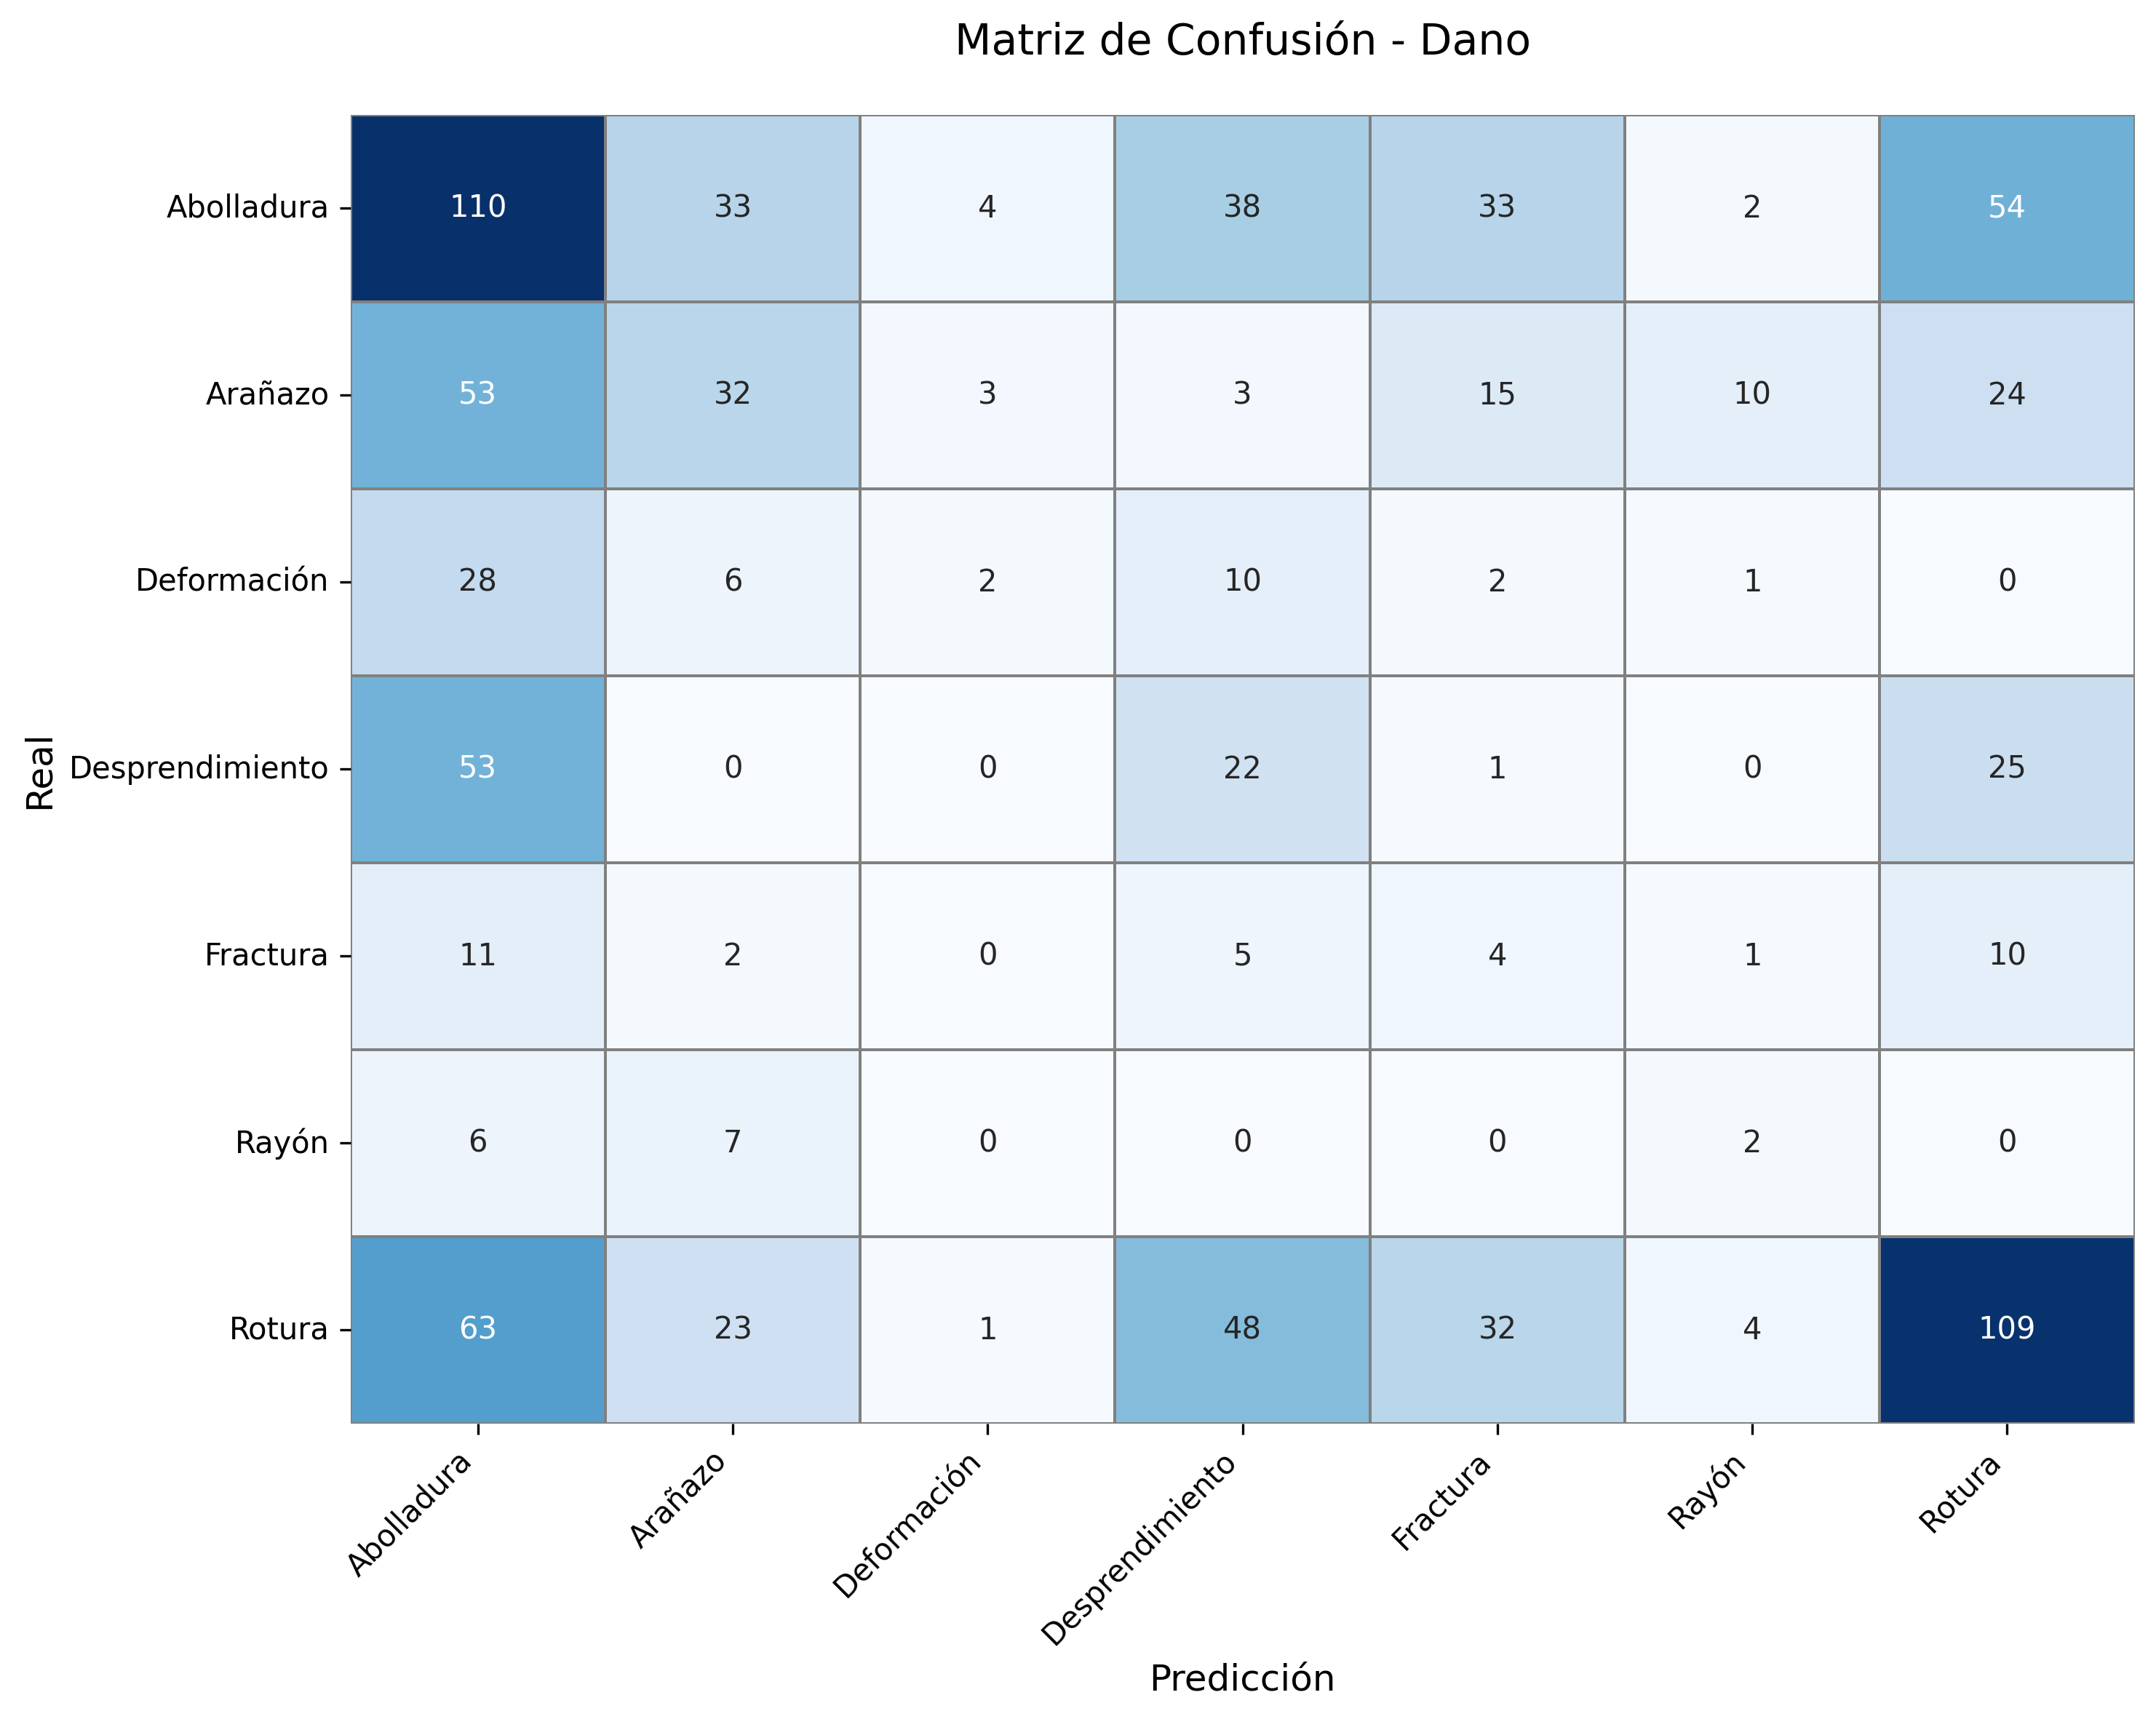 Matriz de Confusión - Dano
Abolladura 110 33 4 38 33 2 54
Arañazo 53 32 3 3 15 10 24
Deformación 28 6 2 10 2 1 0
Desprendimiento 53 0 0 22 1 0 25
Fractura 11 2 0 5 4 1 10
Rayón 6 7 0 0 0 2 0
Rotura 63 23 1 48 32 4 109
Real
Abolladura Arañazo Deformación Desprendimiento Fractura Rayón Rotura
Predicción